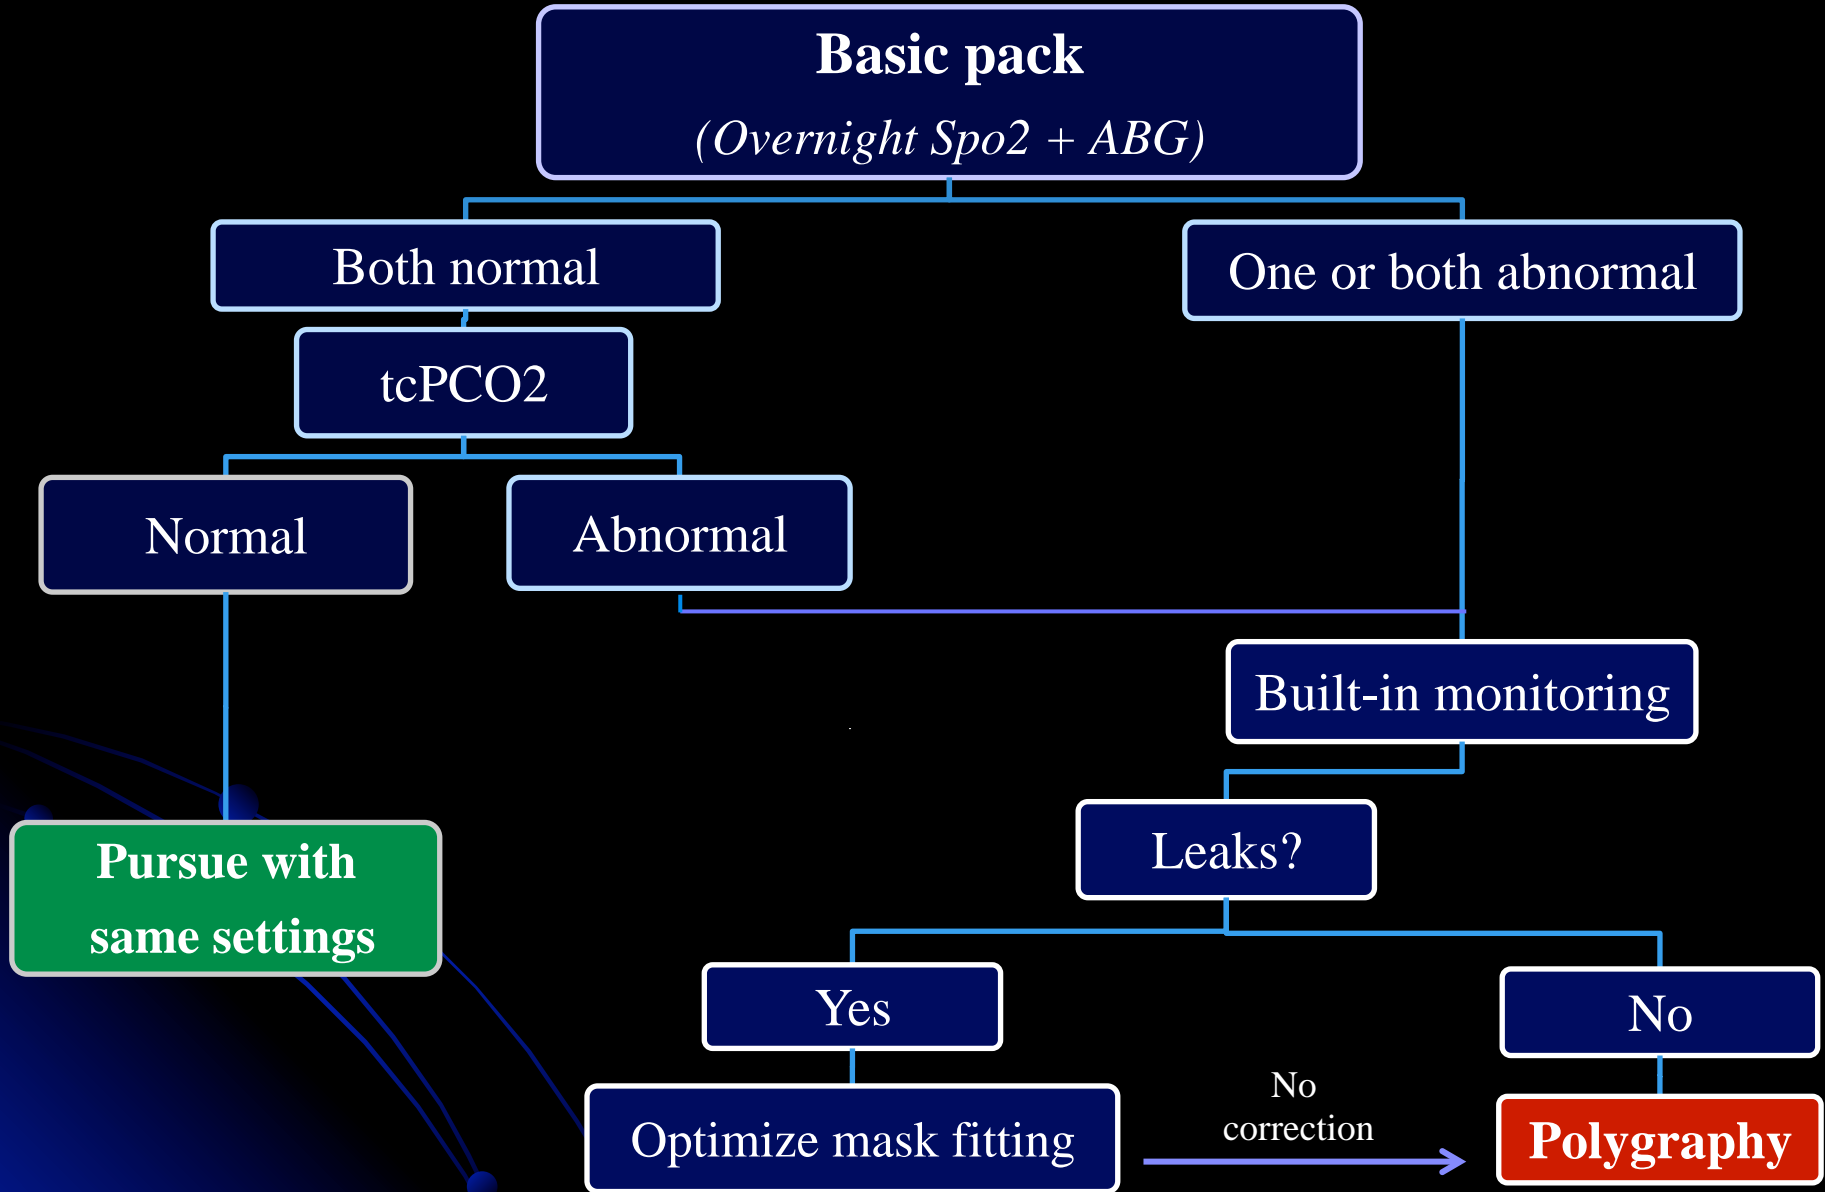 Basic pack
(Overnight Spo2 + ABG)
Both normal
One or both abnormal
tcPCO2
Normal
Abnormal
Built-in monitoring
Leaks?
Pursue with
same settings
Yes
No
Optimize mask fitting
No
correction
Polygraphy